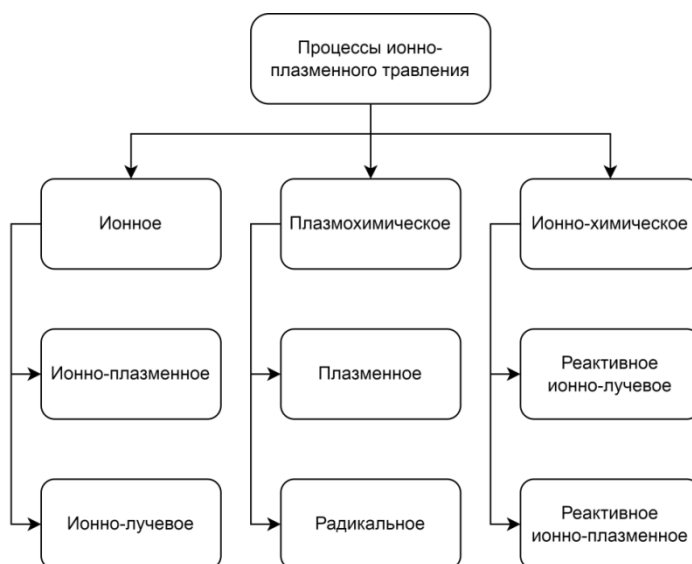 Процессы ионно-
плазменного травления
Ионное
Плазмохимическое
Ионно-химическое
Ионно-плазменное
Плазменное
Реактивное
ионно-лучевое
Ионно-лучевое
Радикальное
Реактивное
ионно-плазменное